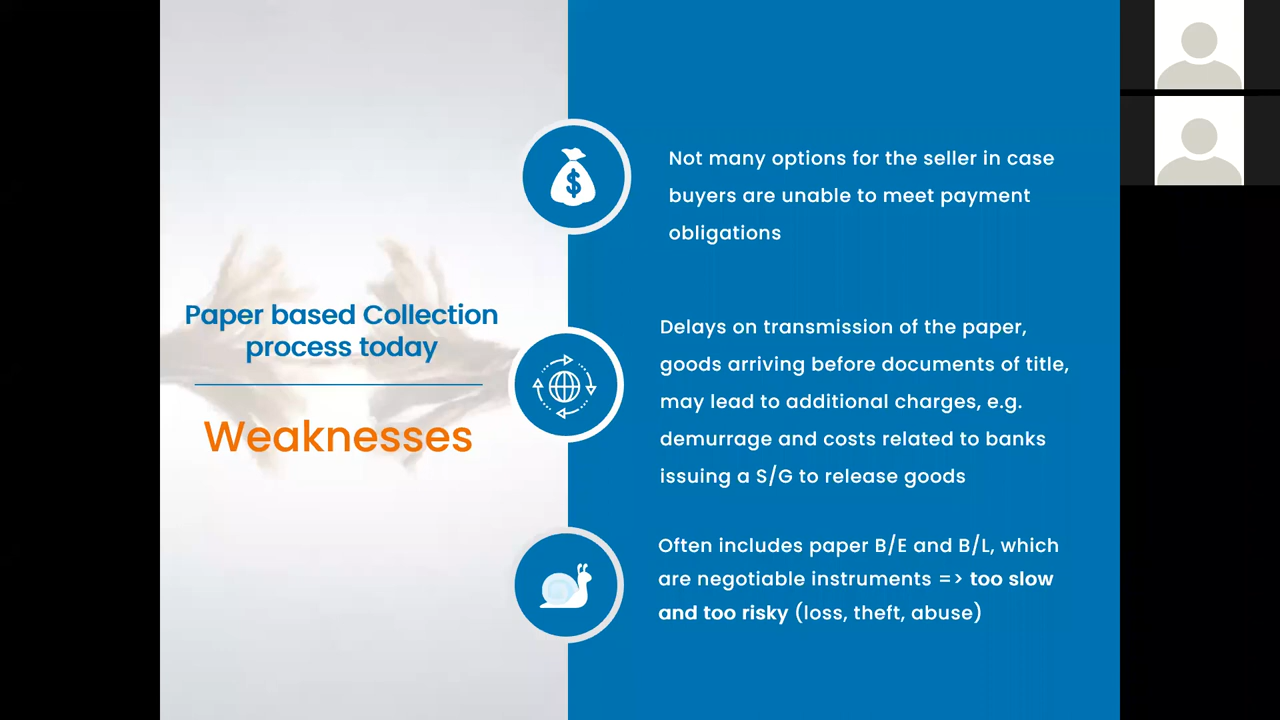 Paper based Collection
process today
Weaknesses
Not many options for the seller in case
buyers are unable to meet payment
obligations
Delays on transmission of the paper,
goods arriving before documents of title,
may lead to additional charges, e.g.
demurrage and costs related to banks
issuing a S/G to release goods
Often includes paper B/E and B/L, which
are negotiable instruments => too slow
and too risky (loss, theft, abuse)